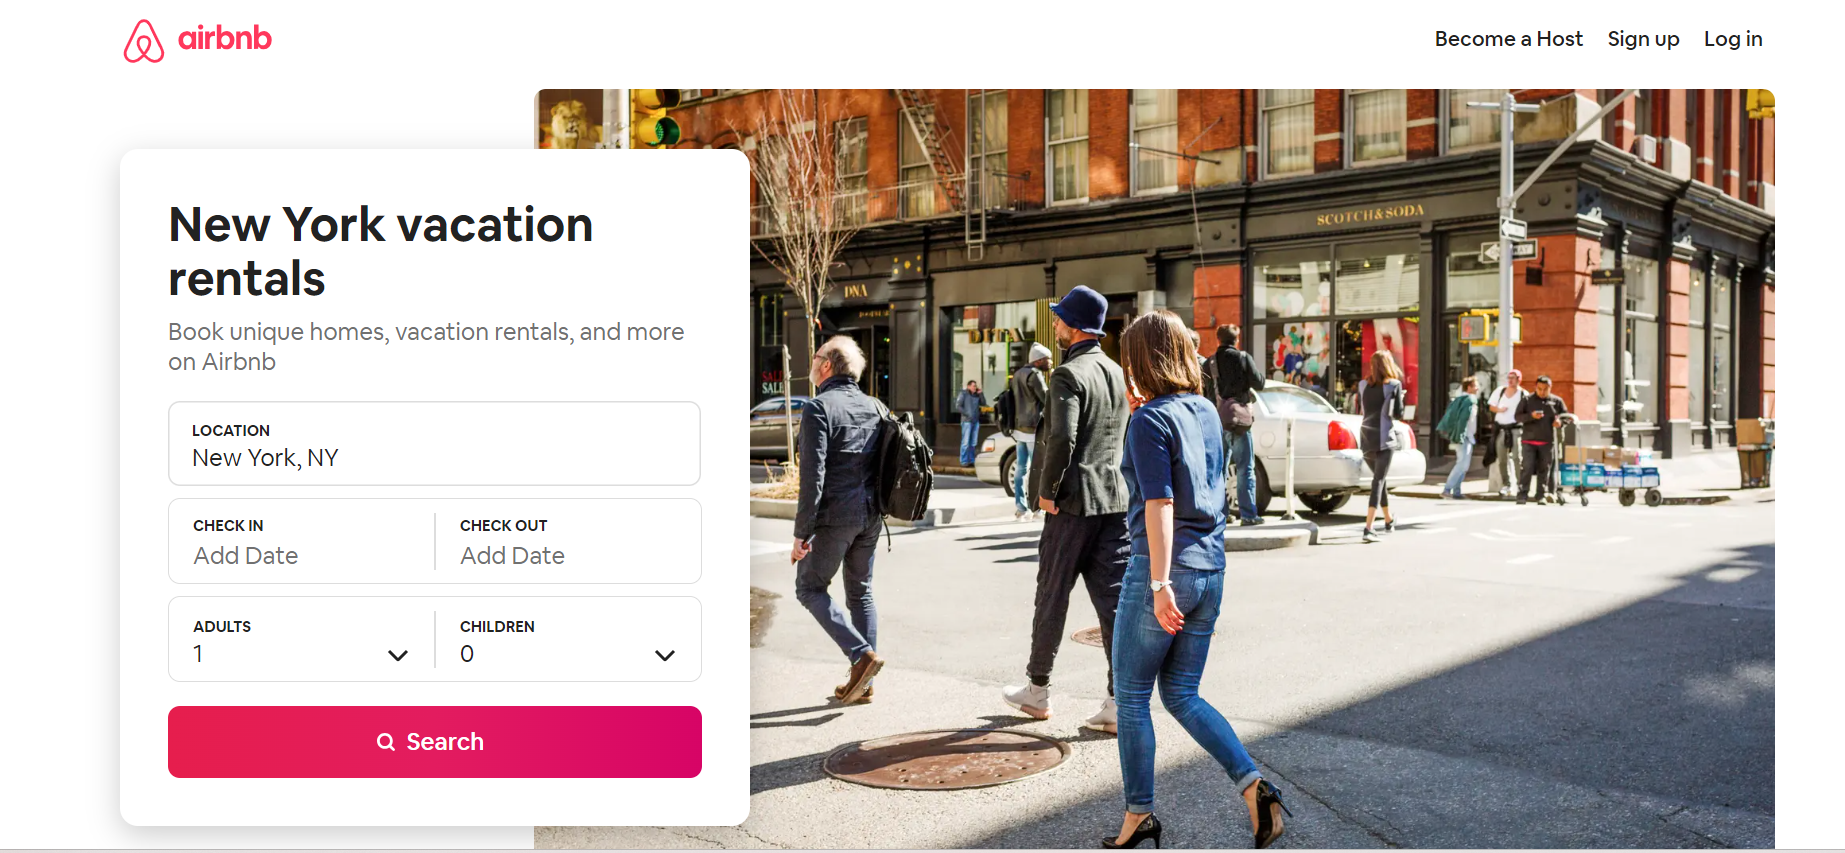 airbnb
Become a Host Sign up Log in
New York vacation
rentals
Book unique homes, vacation rentals, and more
on Airbnb
LOCATION
New York, NY
CHECK IN CHECK OUT
Add Date Add Date
ADULTS CHILDREN
1 0
Search
SCOTCH&SODA
DNA
SALE